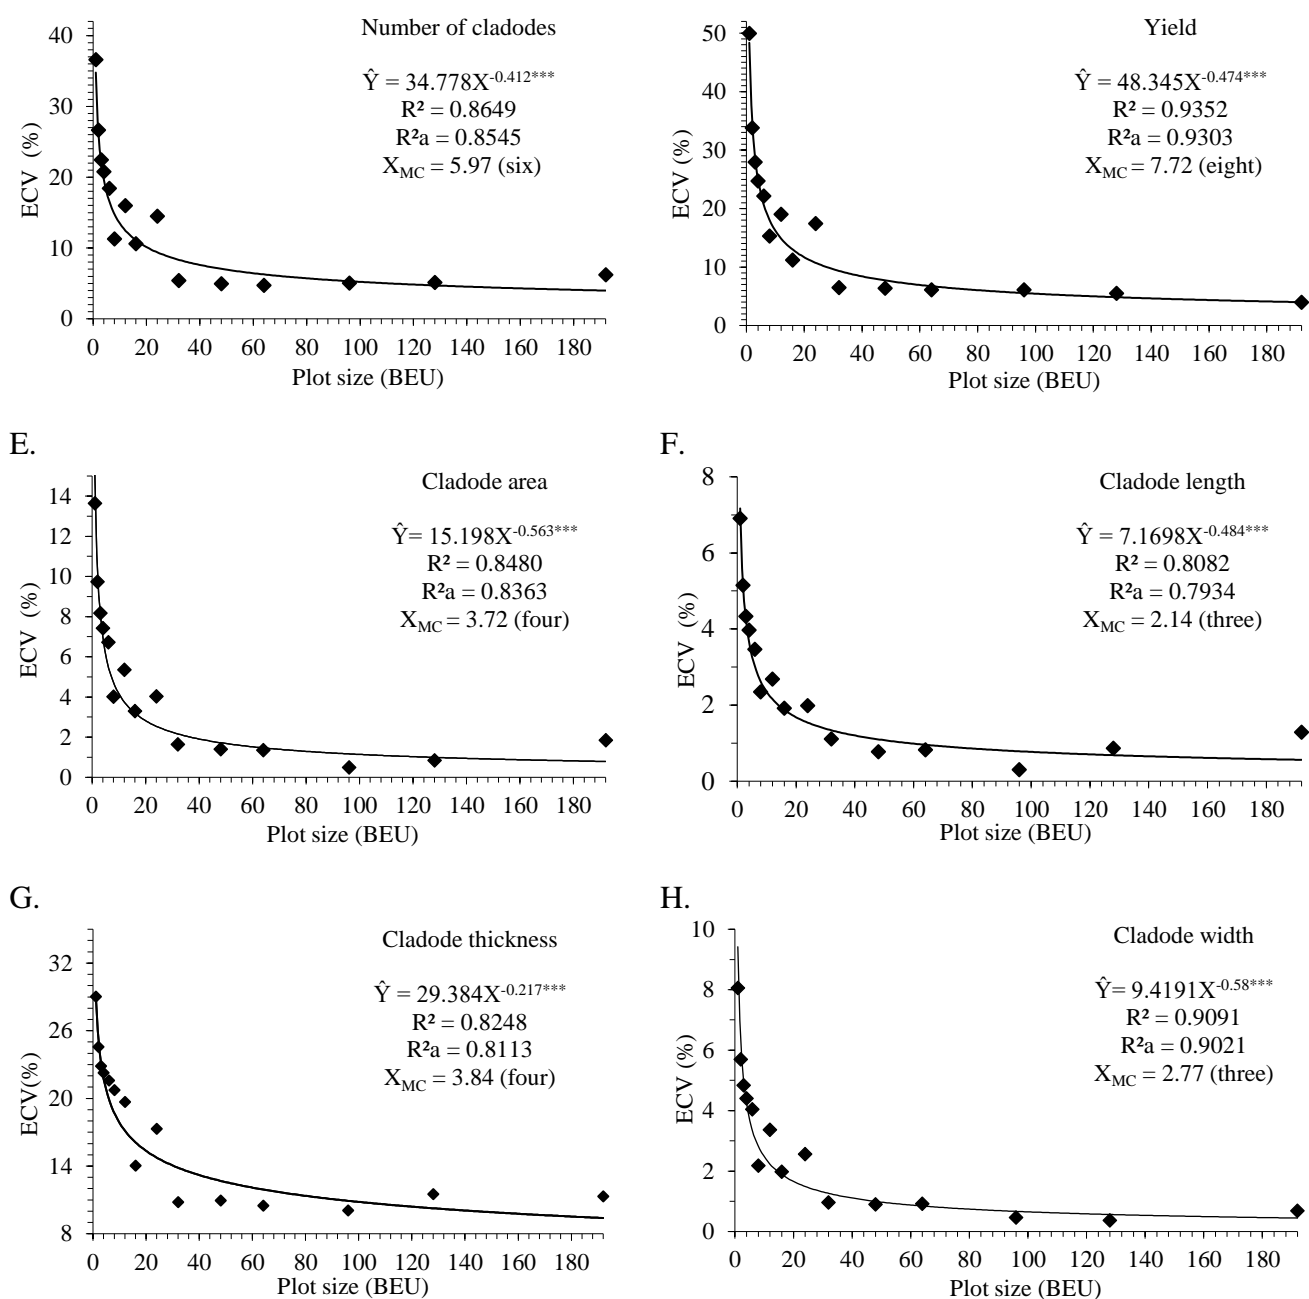 Number of cladodes
Ŷ = 34.778X-0.412***
R² = 0.8649
R²a = 0.8545
XMC = 5.97 (six)
ECV (%)
40
30
20
10
0
0 20 40 60 80 100 120 140 160 180
Plot size (BEU)
Yield
Ŷ = 48.345X-0.474***
R² = 0.9352
R²a = 0.9303
XMC = 7.72 (eight)
ECV (%)
50
40
30
20
10
0
0 20 40 60 80 100 120 140 160 180
Plot size (BEU)
E.
Cladode area
Ŷ= 15.198X-0.563***
R² = 0.8480
R²a = 0.8363
XMC = 3.72 (four)
ECV (%)
14
12
10
8
6
4
2
0
0 20 40 60 80 100 120 140 160 180
Plot size (BEU)
F.
Cladode length
Ŷ = 7.1698X-0.484***
R² = 0.8082
R²a = 0.7934
XMC = 2.14 (three)
ECV (%)
8
6
4
2
0
0 20 40 60 80 100 120 140 160 180
Plot size (BEU)
G.
Cladode thickness
Ŷ = 29.384X-0.217***
R² = 0.8248
R²a = 0.8113
XMC = 3.84 (four)
ECV(%)
32
26
20
14
8
0 20 40 60 80 100 120 140 160 180
Plot size (BEU)
H.
Cladode width
Ŷ= 9.4191X-0.58***
R² = 0.9091
R²a = 0.9021
XMC = 2.77 (three)
ECV (%)
10
8
6
4
2
0
0 20 40 60 80 100 120 140 160 180
Plot size (BEU)